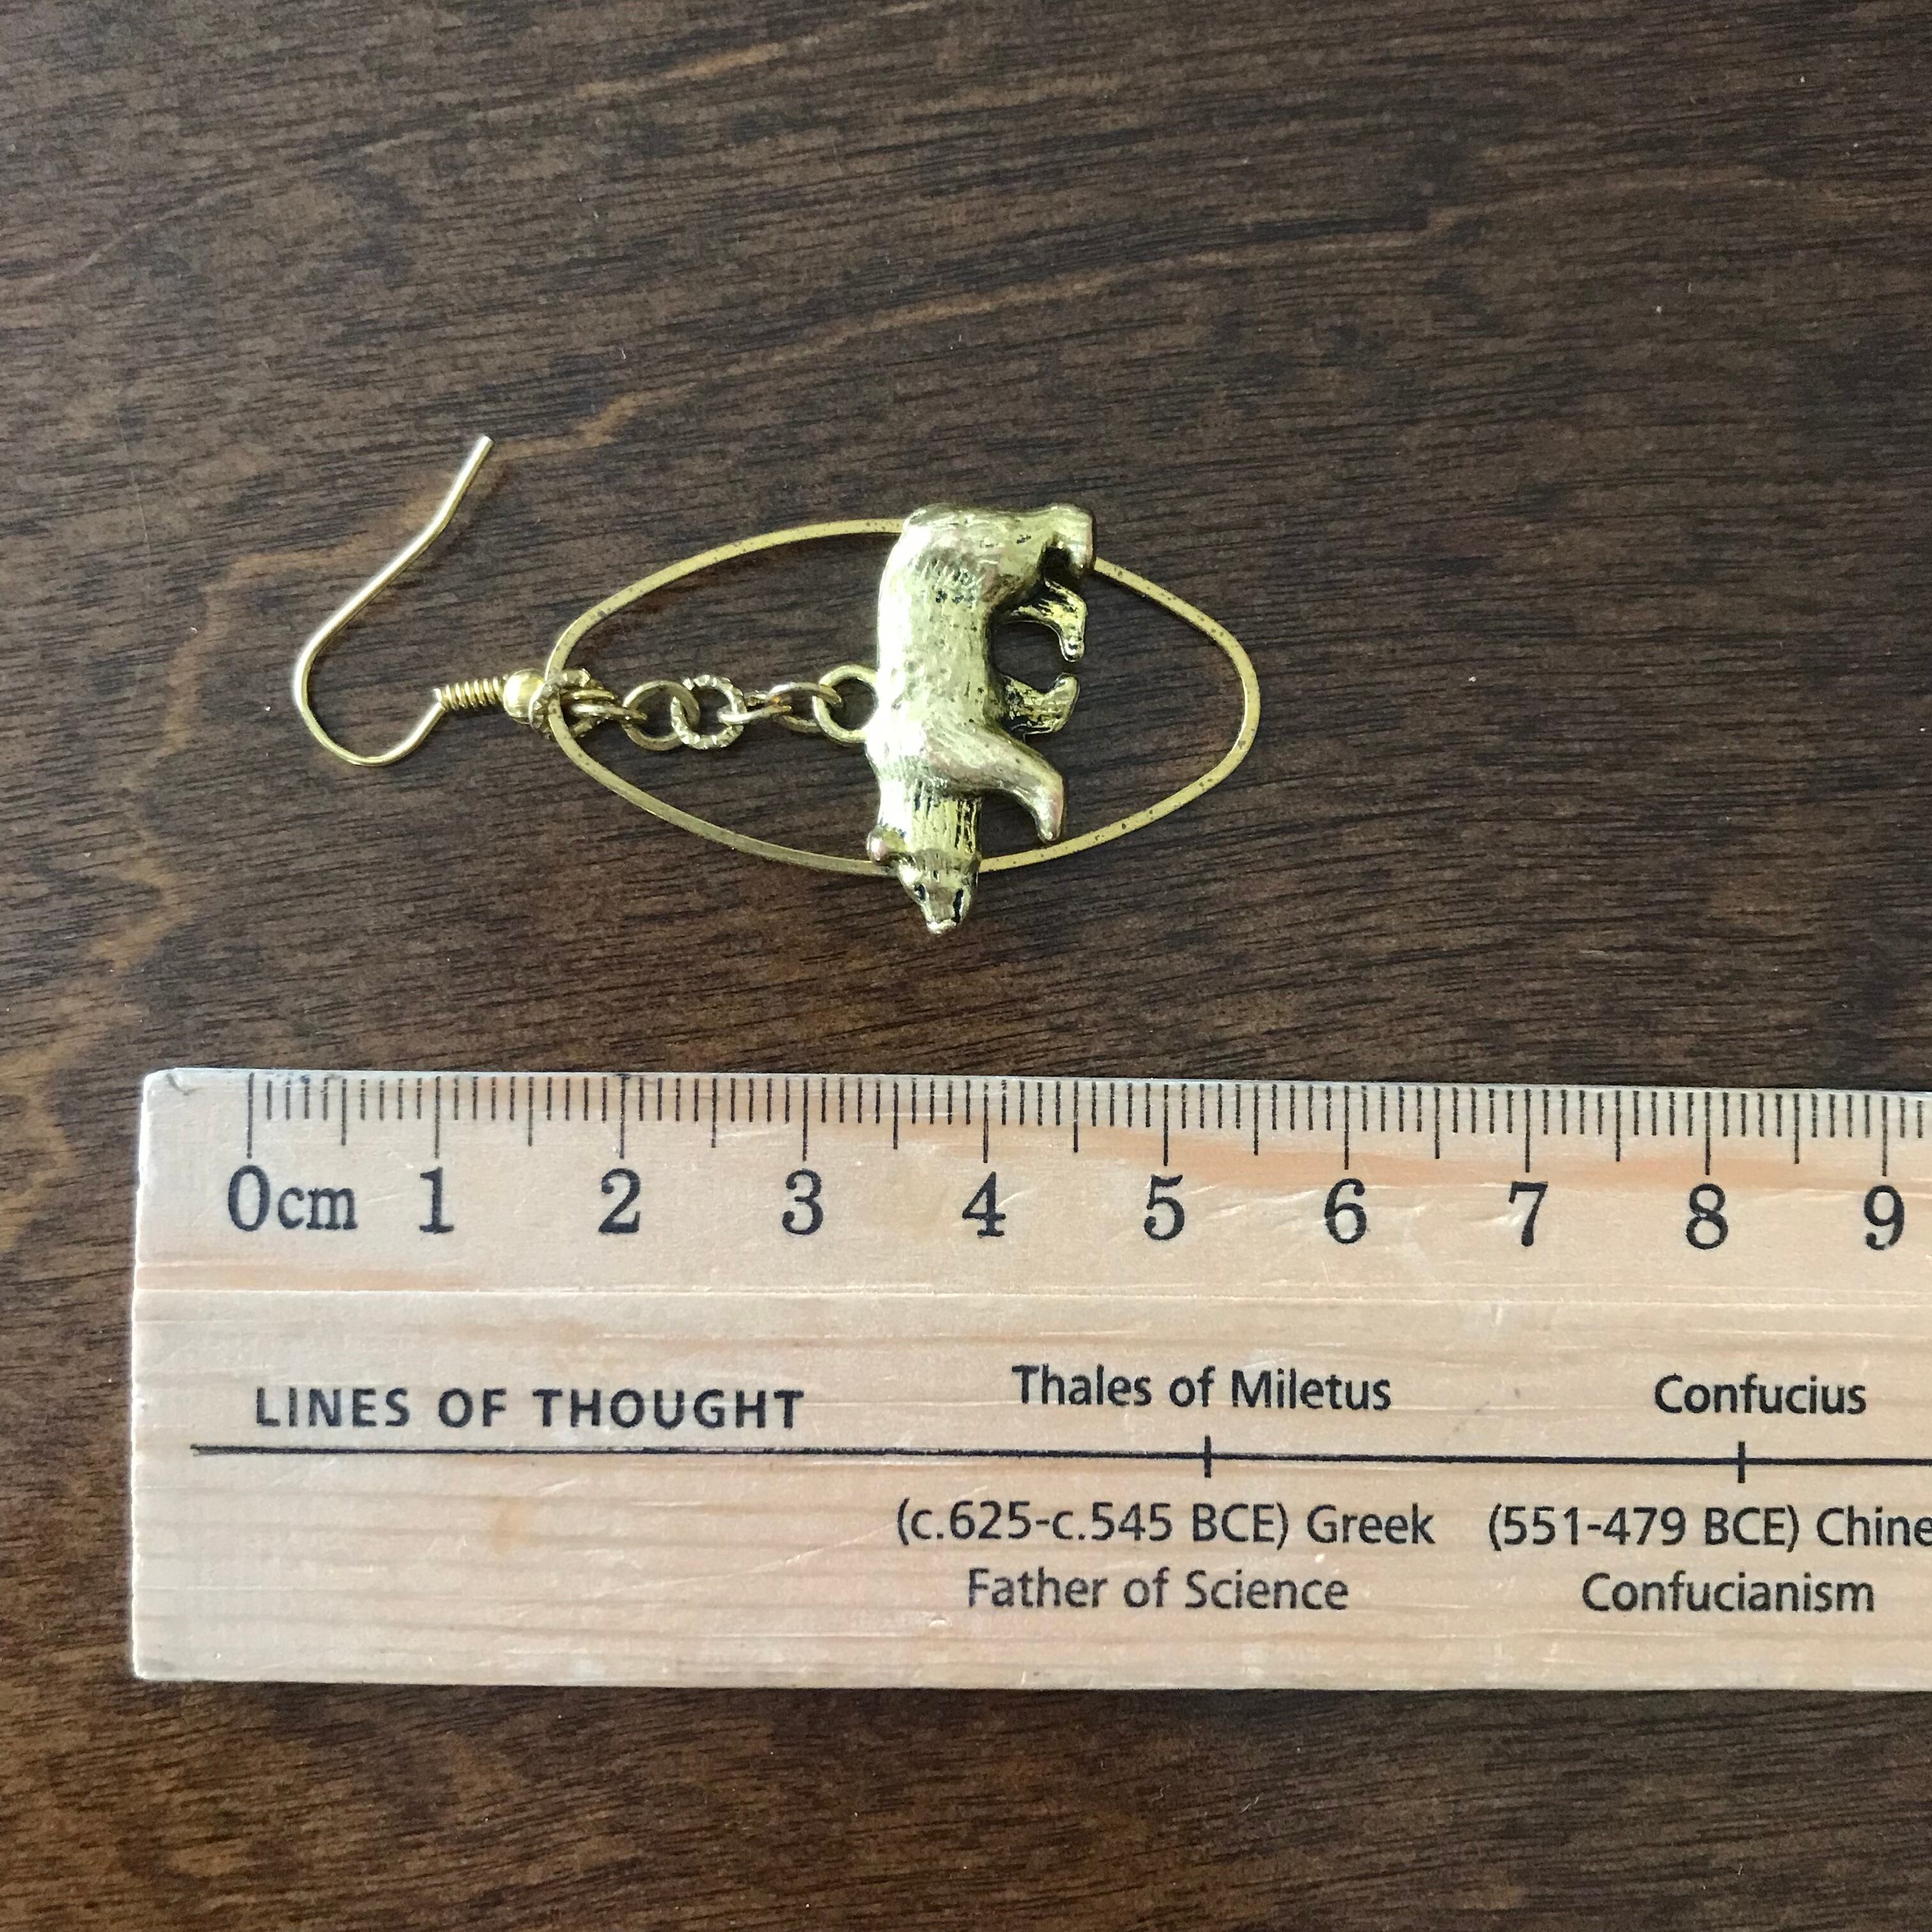 0cm 1 2 3 4 5 6 7 8 9
LINES OF THOUGHT
Thales of Miletus
Confucius
(c.625-c.545 BCE) Greek
Father of Science
(551-479 BCE) Chine
Confucianism